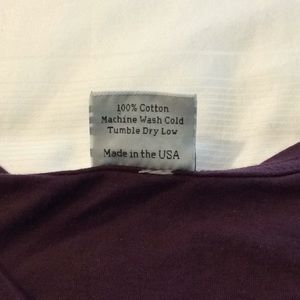 100% Cotton
Machine Wash Cold
Tumble Dry Low
Made in the USA